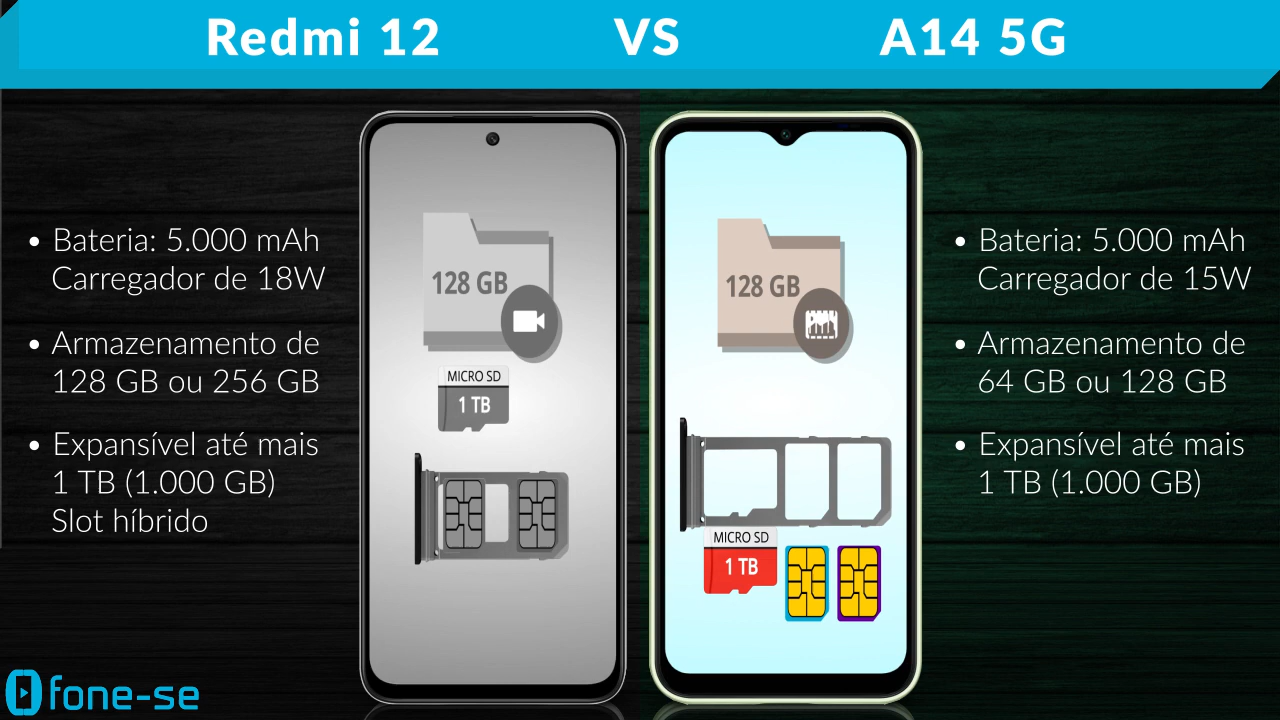 Redmi 12 VS A14 5G
• Bateria: 5.000 mAh
Carregador de 18W
• Armazenamento de
128 GB ou 256 GB
• Expansível até mais
1 TB (1.000 GB)
Slot híbrido
128 GB
MICRO SD
1 TB
128 GB
MICRO SD
1 TB
• Bateria: 5.000 mAh
Carregador de 15W
• Armazenamento de
64 GB ou 128 GB
• Expansível até mais
1 TB (1.000 GB)
fone-se